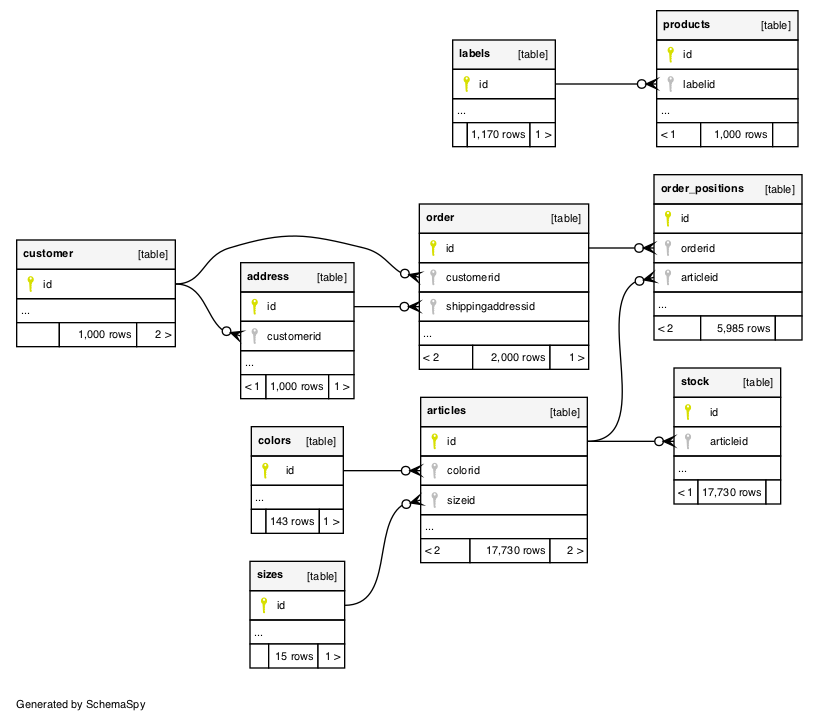 products [table]
id
labelid
...
< 1 1,000 rows
labels [table]
id
...
1,170 rows 1 >
order_positions [table]
id
orderid
articleid
...
< 2 5,985 rows
order [table]
id
customerid
shippingaddressid
...
< 2 2,000 rows 1 >
customer [table]
id
...
1,000 rows 2 >
address [table]
id
customerid
...
< 1 1,000 rows 1 >
stock [table]
id
articleid
...
< 1 17,730 rows
articles [table]
id
colorid
sizeid
...
< 2 17,730 rows 2 >
colors [table]
id
...
143 rows 1 >
sizes [table]
id
...
15 rows 1 >
Generated by SchemaSpy